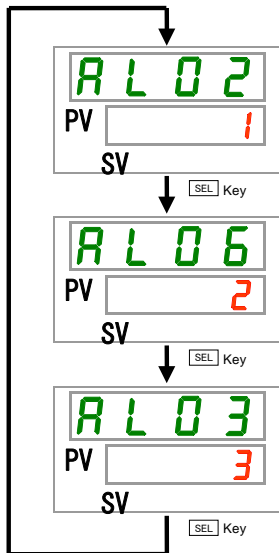 AL02
PV 1
SV
SEL Key
AL06
PV 2
SV
SEL Key
AL03
PV 3
SV
SEL Key